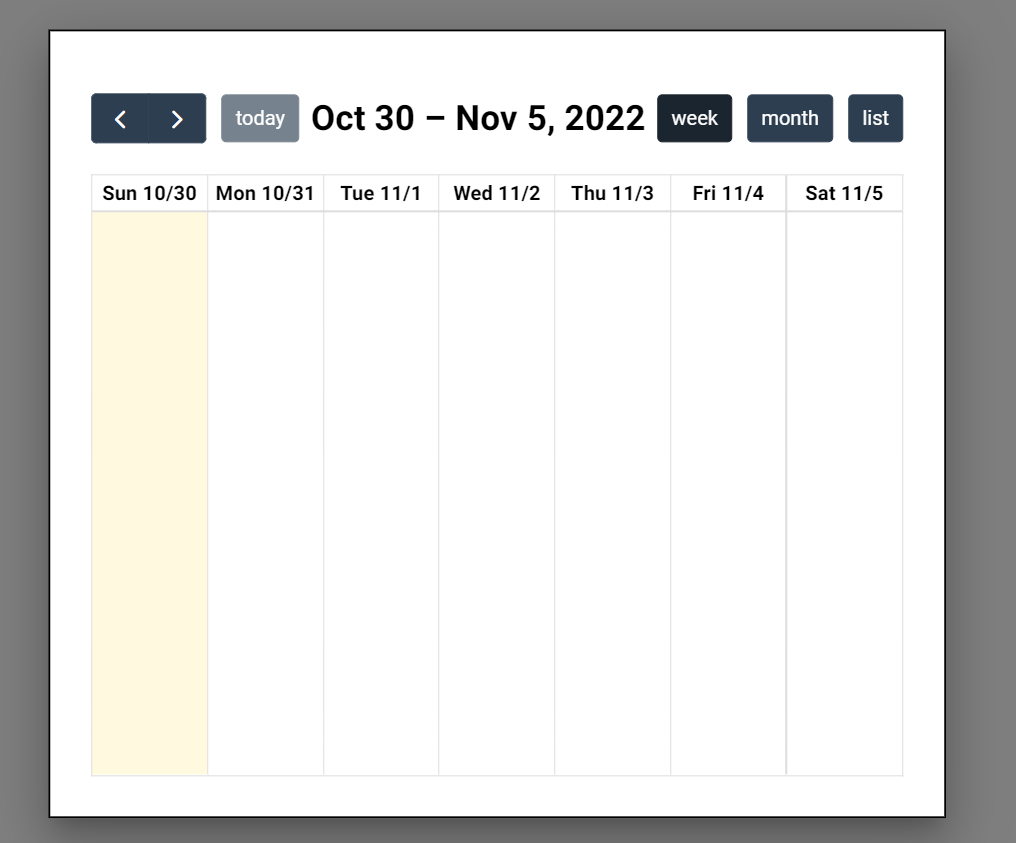 today Oct 30 – Nov 5, 2022 week month list
Sun 10/30 Mon 10/31 Tue 11/1 Wed 11/2 Thu 11/3 Fri 11/4 Sat 11/5